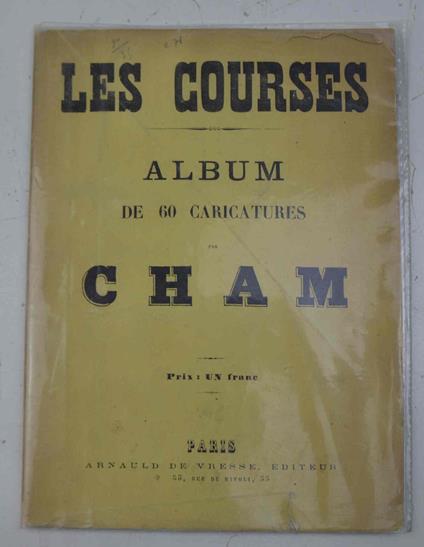 LES COURSES
ALBUM
DE 60 CARICATURES
PAR
CHAM
Prix : UN franc
PARIS
ARNAULD DE VRESSE, EDITEUR
55, RUE DE RIVOLI, 55